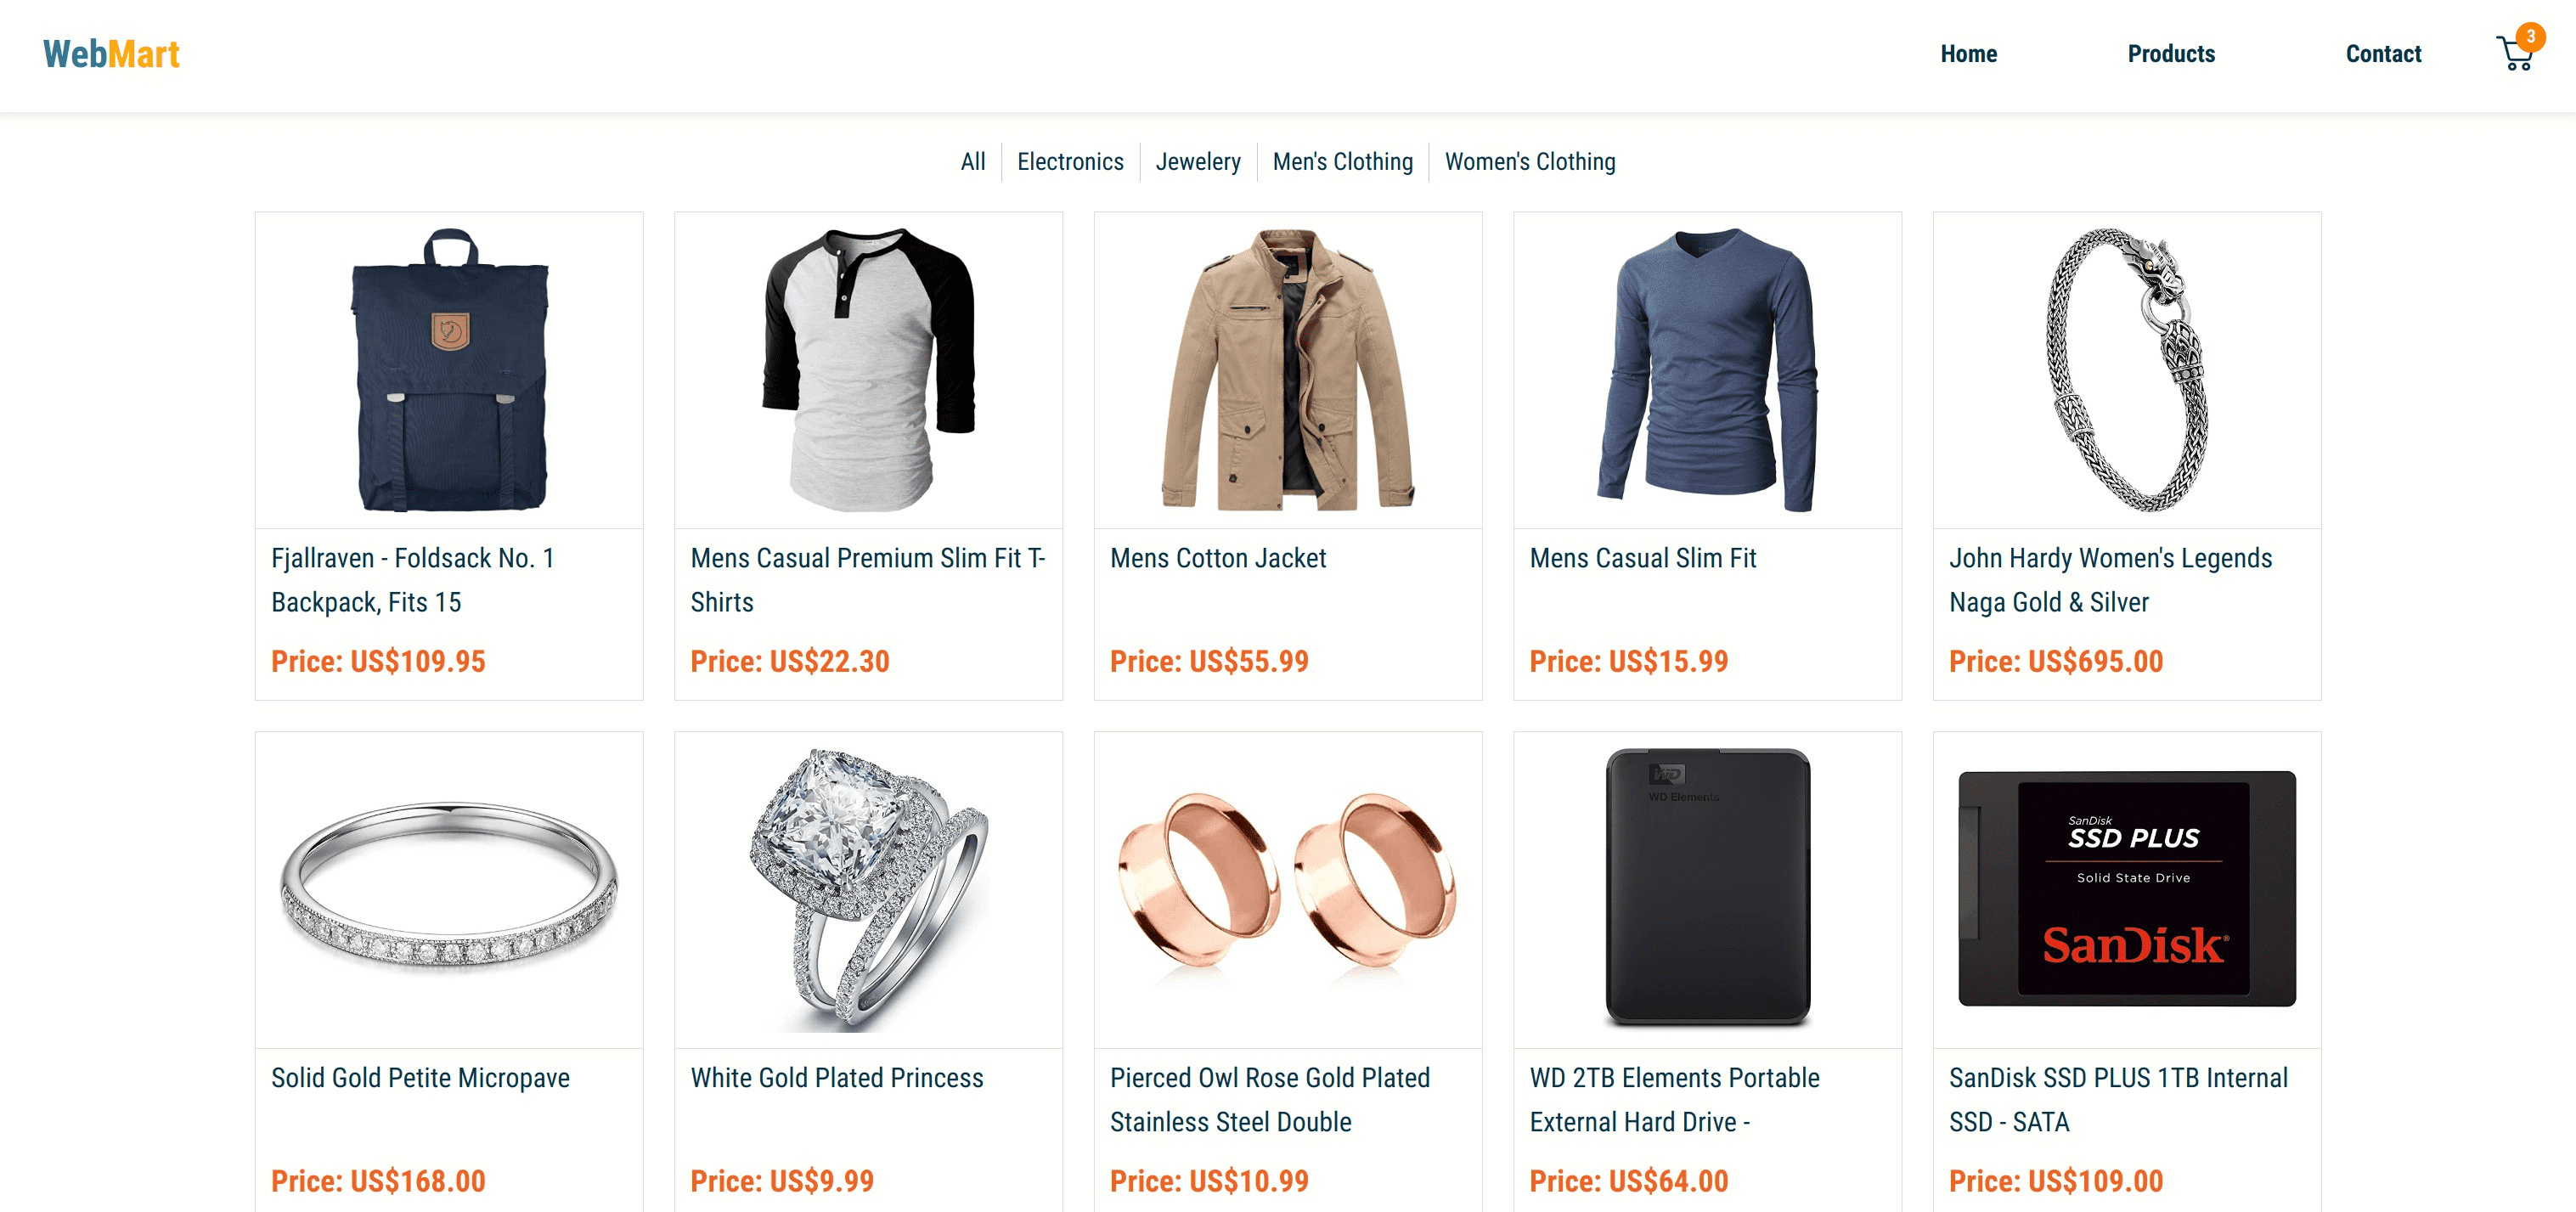 WebMart
Home
Products
Contact
3
All
Electronics
Jewelery
Men's Clothing
Women's Clothing
Fjallraven - Foldsack No. 1
Backpack, Fits 15
Price: US$109.95
Mens Casual Premium Slim Fit T-
Shirts
Price: US$22.30
Mens Cotton Jacket
Price: US$55.99
Mens Casual Slim Fit
Price: US$15.99
John Hardy Women's Legends
Naga Gold & Silver
Price: US$695.00
Solid Gold Petite Micropave
Price: US$168.00
White Gold Plated Princess
Price: US$9.99
Pierced Owl Rose Gold Plated
Stainless Steel Double
Price: US$10.99
WD
WD Elements
WD 2TB Elements Portable
External Hard Drive -
Price: US$64.00
SanDisk
SSD PLUS
Solid State Drive
SanDisk®
SanDisk SSD PLUS 1TB Internal
SSD - SATA
Price: US$109.00